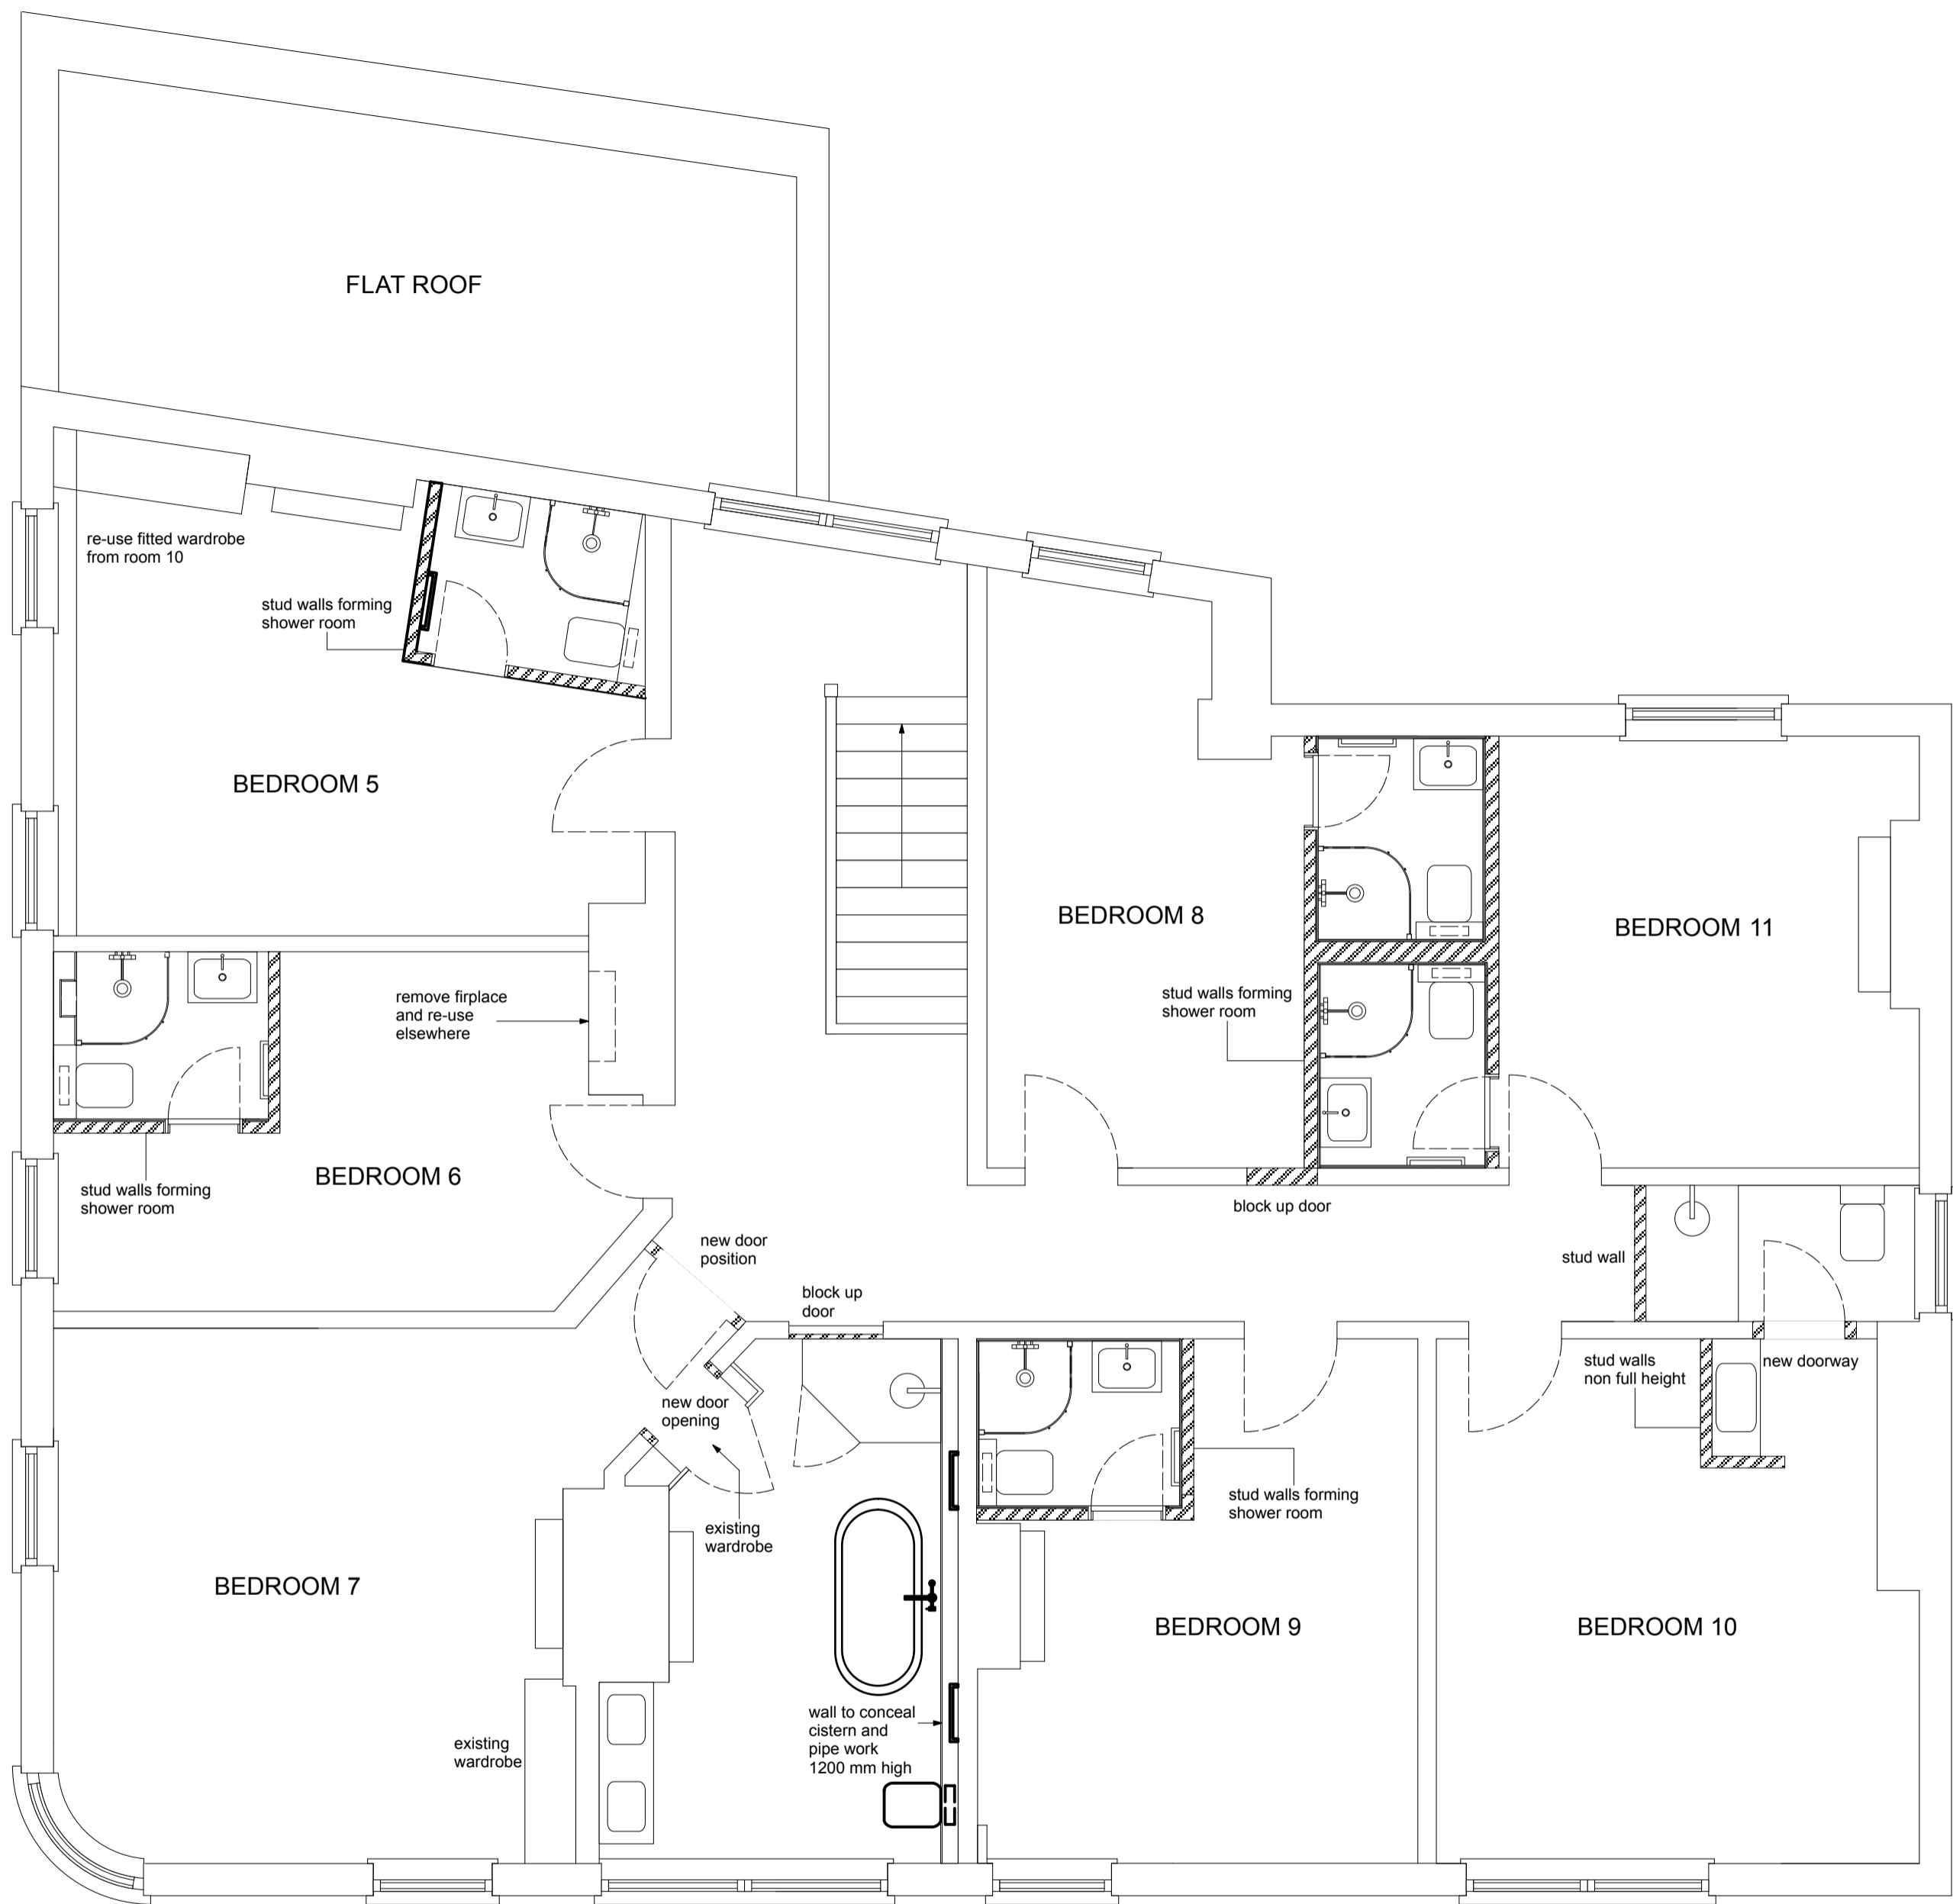 FLAT ROOF
re-use fitted wardrobe
from room 10
stud walls forming
shower room
BEDROOM 5
BEDROOM 8
BEDROOM 11
remove firplace
and re-use
elsewhere
stud walls forming
shower room
BEDROOM 6
stud walls forming
shower room
block up door
new door
position
stud wall
block up
door
stud walls
non full height
new doorway
new door
opening
stud walls forming
shower room
existing
wardrobe
BEDROOM 7
BEDROOM 9
BEDROOM 10
wall to conceal
cistern and
pipe work
1200 mm high
existing
wardrobe